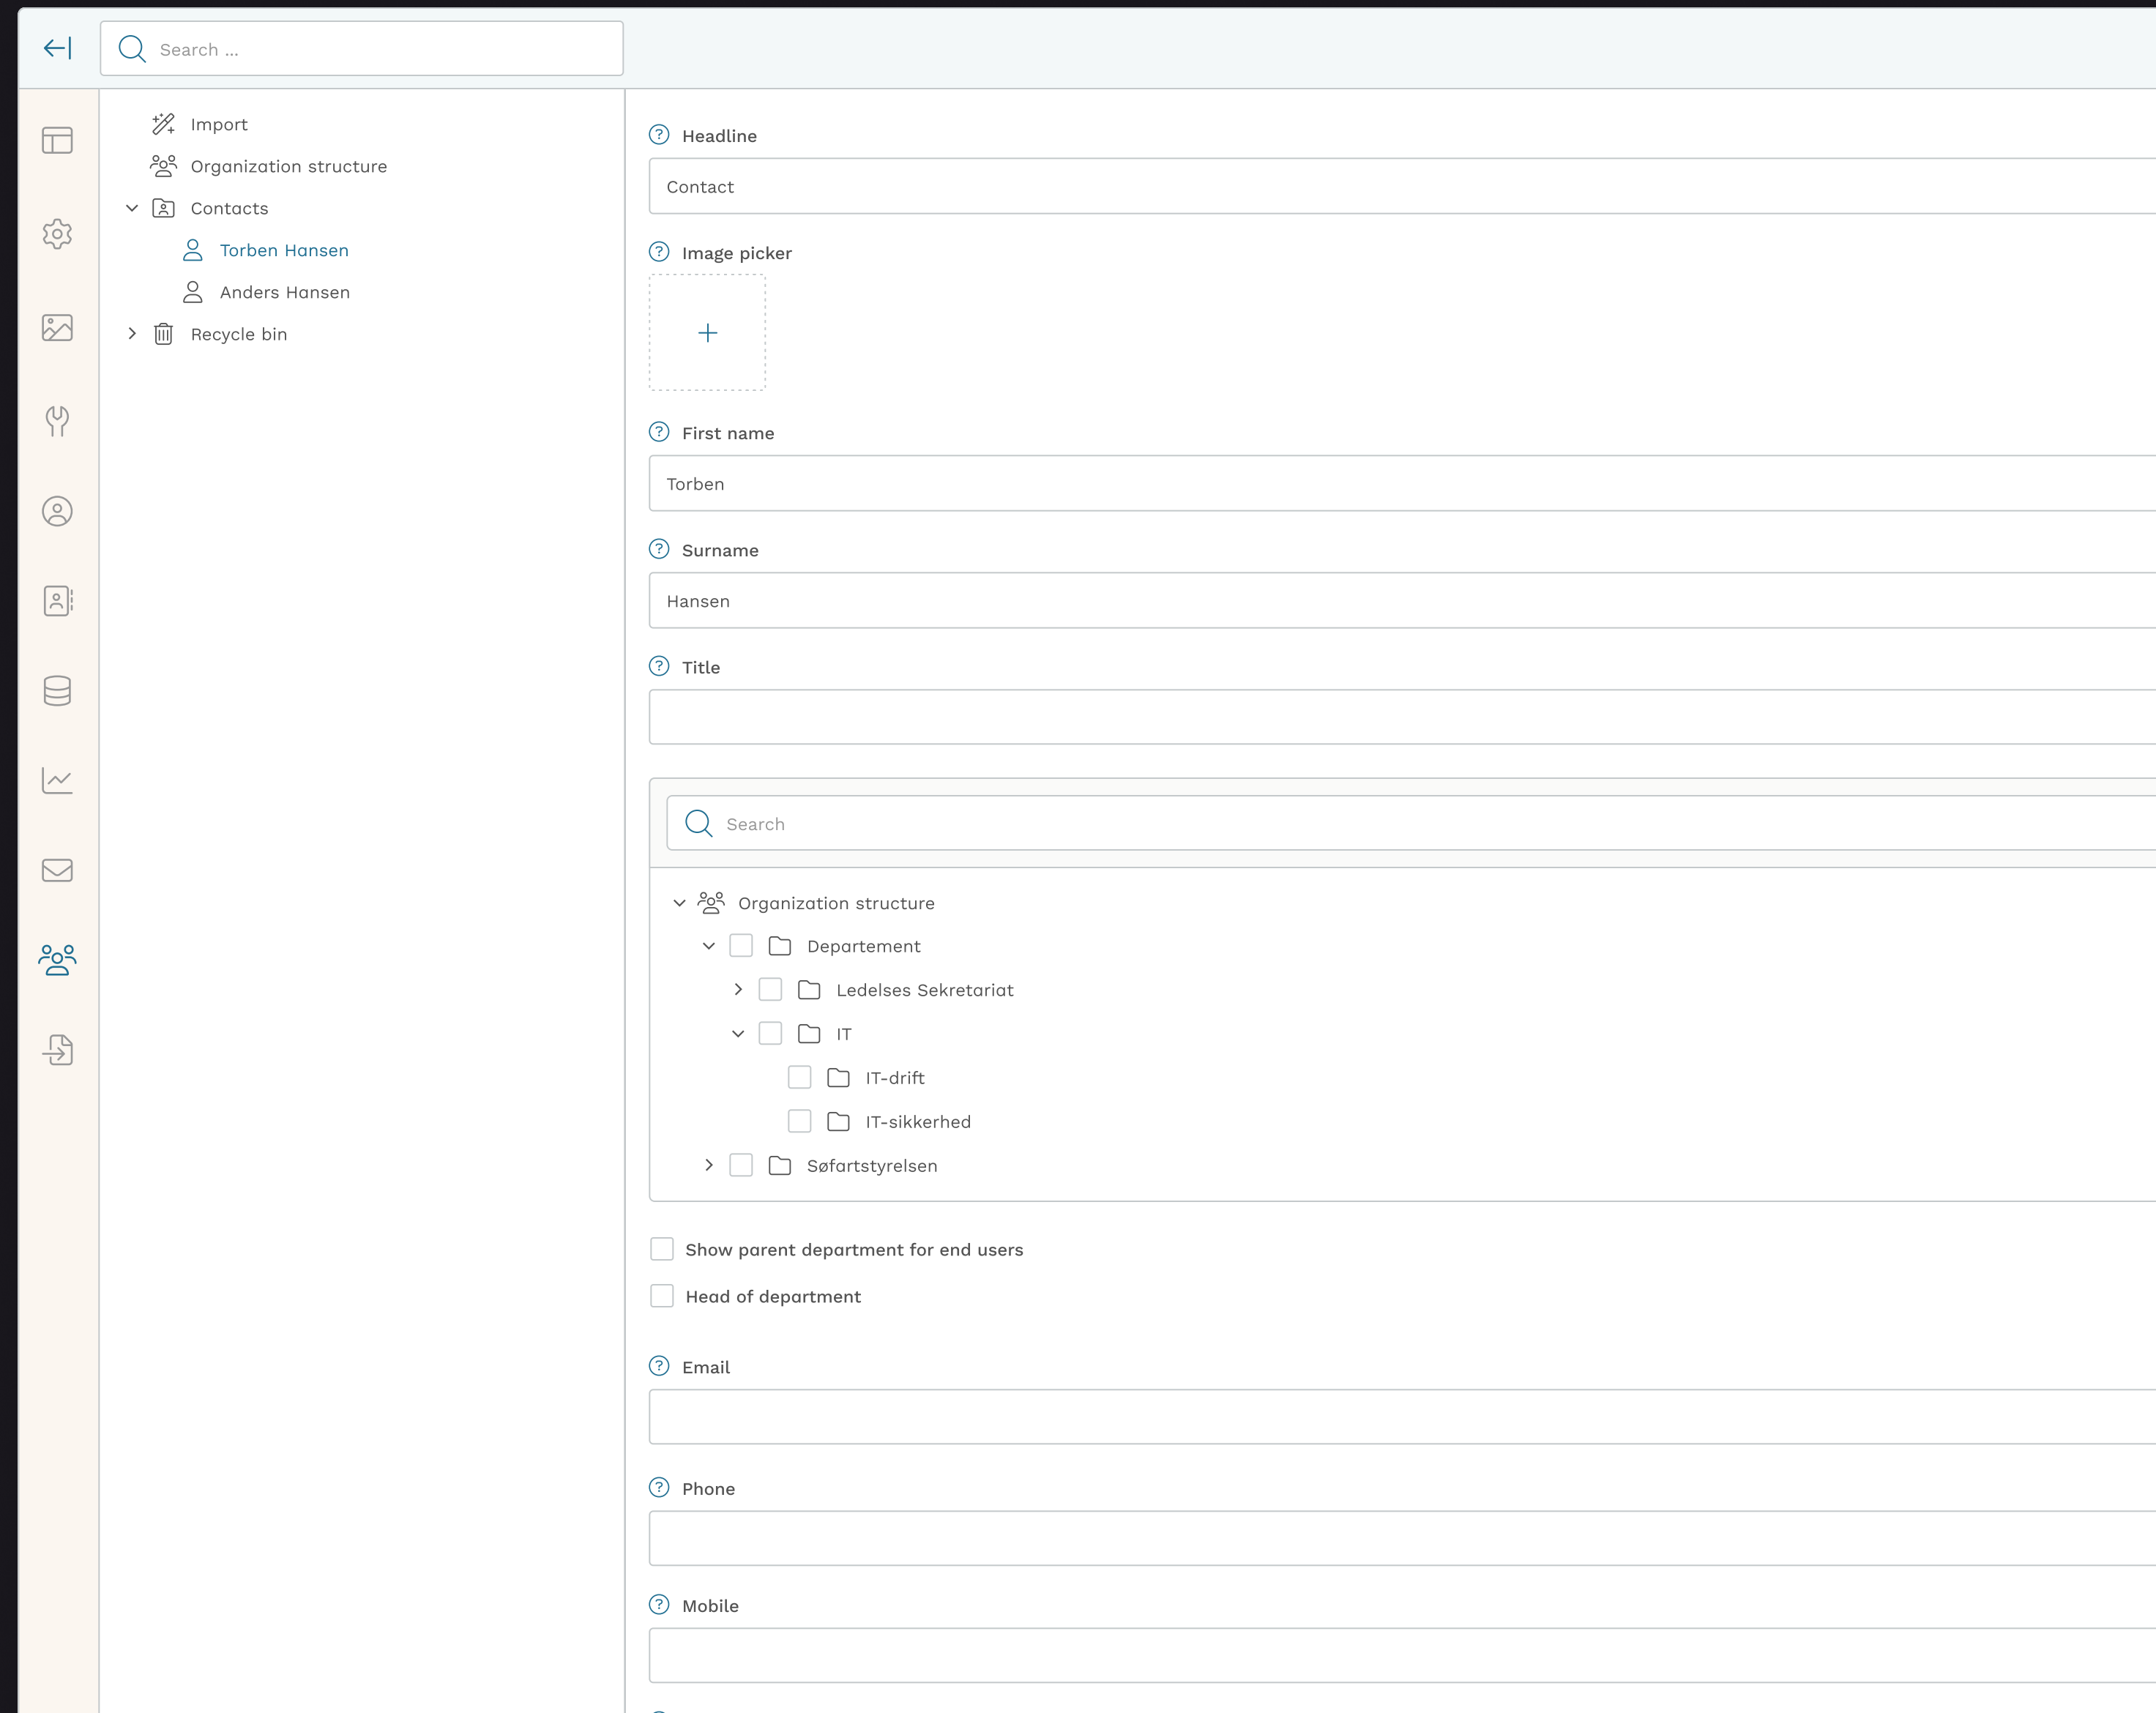 Search ...
Import
Organization structure
Contacts
Torben Hansen
Anders Hansen
Recycle bin
Headline
Contact
Image picker
First name
Torben
Surname
Hansen
Title
Search
Organization structure
Departement
Ledelses Sekretariat
IT
IT-drift
IT-sikkerhed
Søfartstyrelsen
Show parent department for end users
Head of department
Email
Phone
Mobile